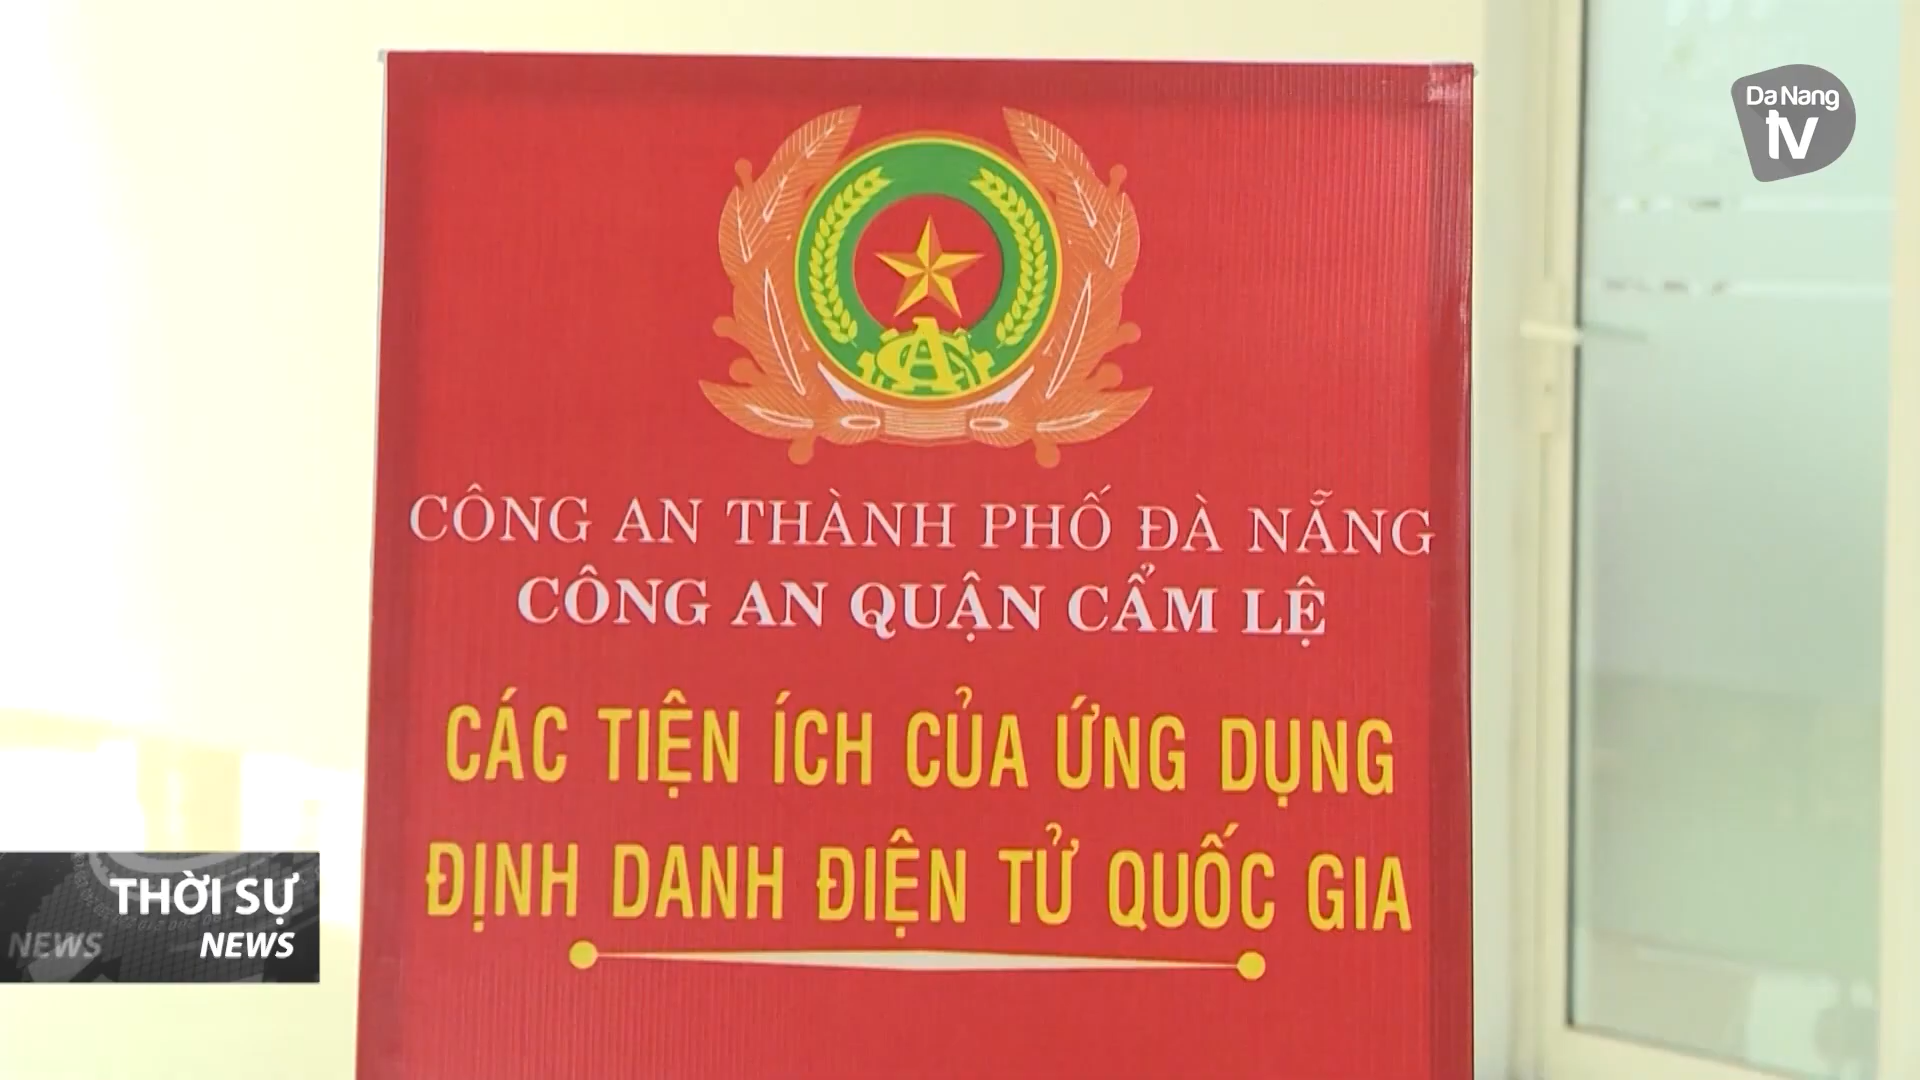 Da Nang
tv
CÔNG AN THÀNH PHỐ ĐÀ NẴNG
CÔNG AN QUẬN CẨM LỆ
CÁC TIỆN ÍCH CỦA ỨNG DỤNG
ĐỊNH DANH ĐIỆN TỬ QUỐC GIA
THỜI SỰ
NEWS
NEWS